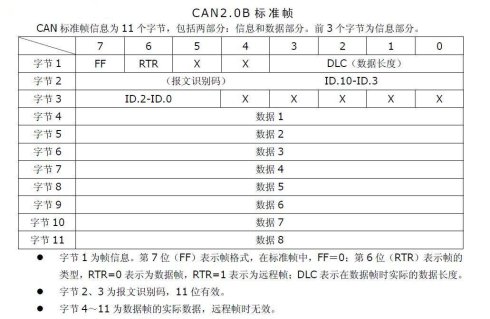 CAN2.0B 标准帧
CAN 标准帧信息为 11 个字节，包括两部分：信息和数据部分。前 3 个字节为信息部分。
7 6 5 4 3 2 1 0
字节 1 FF RTR X X DLC（数据长度）
字节 2 （报文识别码） ID.10-ID.3
字节 3 ID.2-ID.0 X X X X X
字节 4 数据 1
字节 5 数据 2
字节 6 数据 3
字节 7 数据 4
字节 8 数据 5
字节 9 数据 6
字节 10 数据 7
字节 11 数据 8
● 字节 1 为帧信息。第 7 位（FF）表示帧格式，在标准帧中，FF＝0；第 6 位（RTR）表示帧的
类型，RTR=0 表示为数据帧，RTR=1 表示为远程帧；DLC 表示在数据帧时实际的数据长度。
● 字节 2、3 为报文识别码，11 位有效。
● 字节 4～11 为数据帧的实际数据，远程帧时无效。